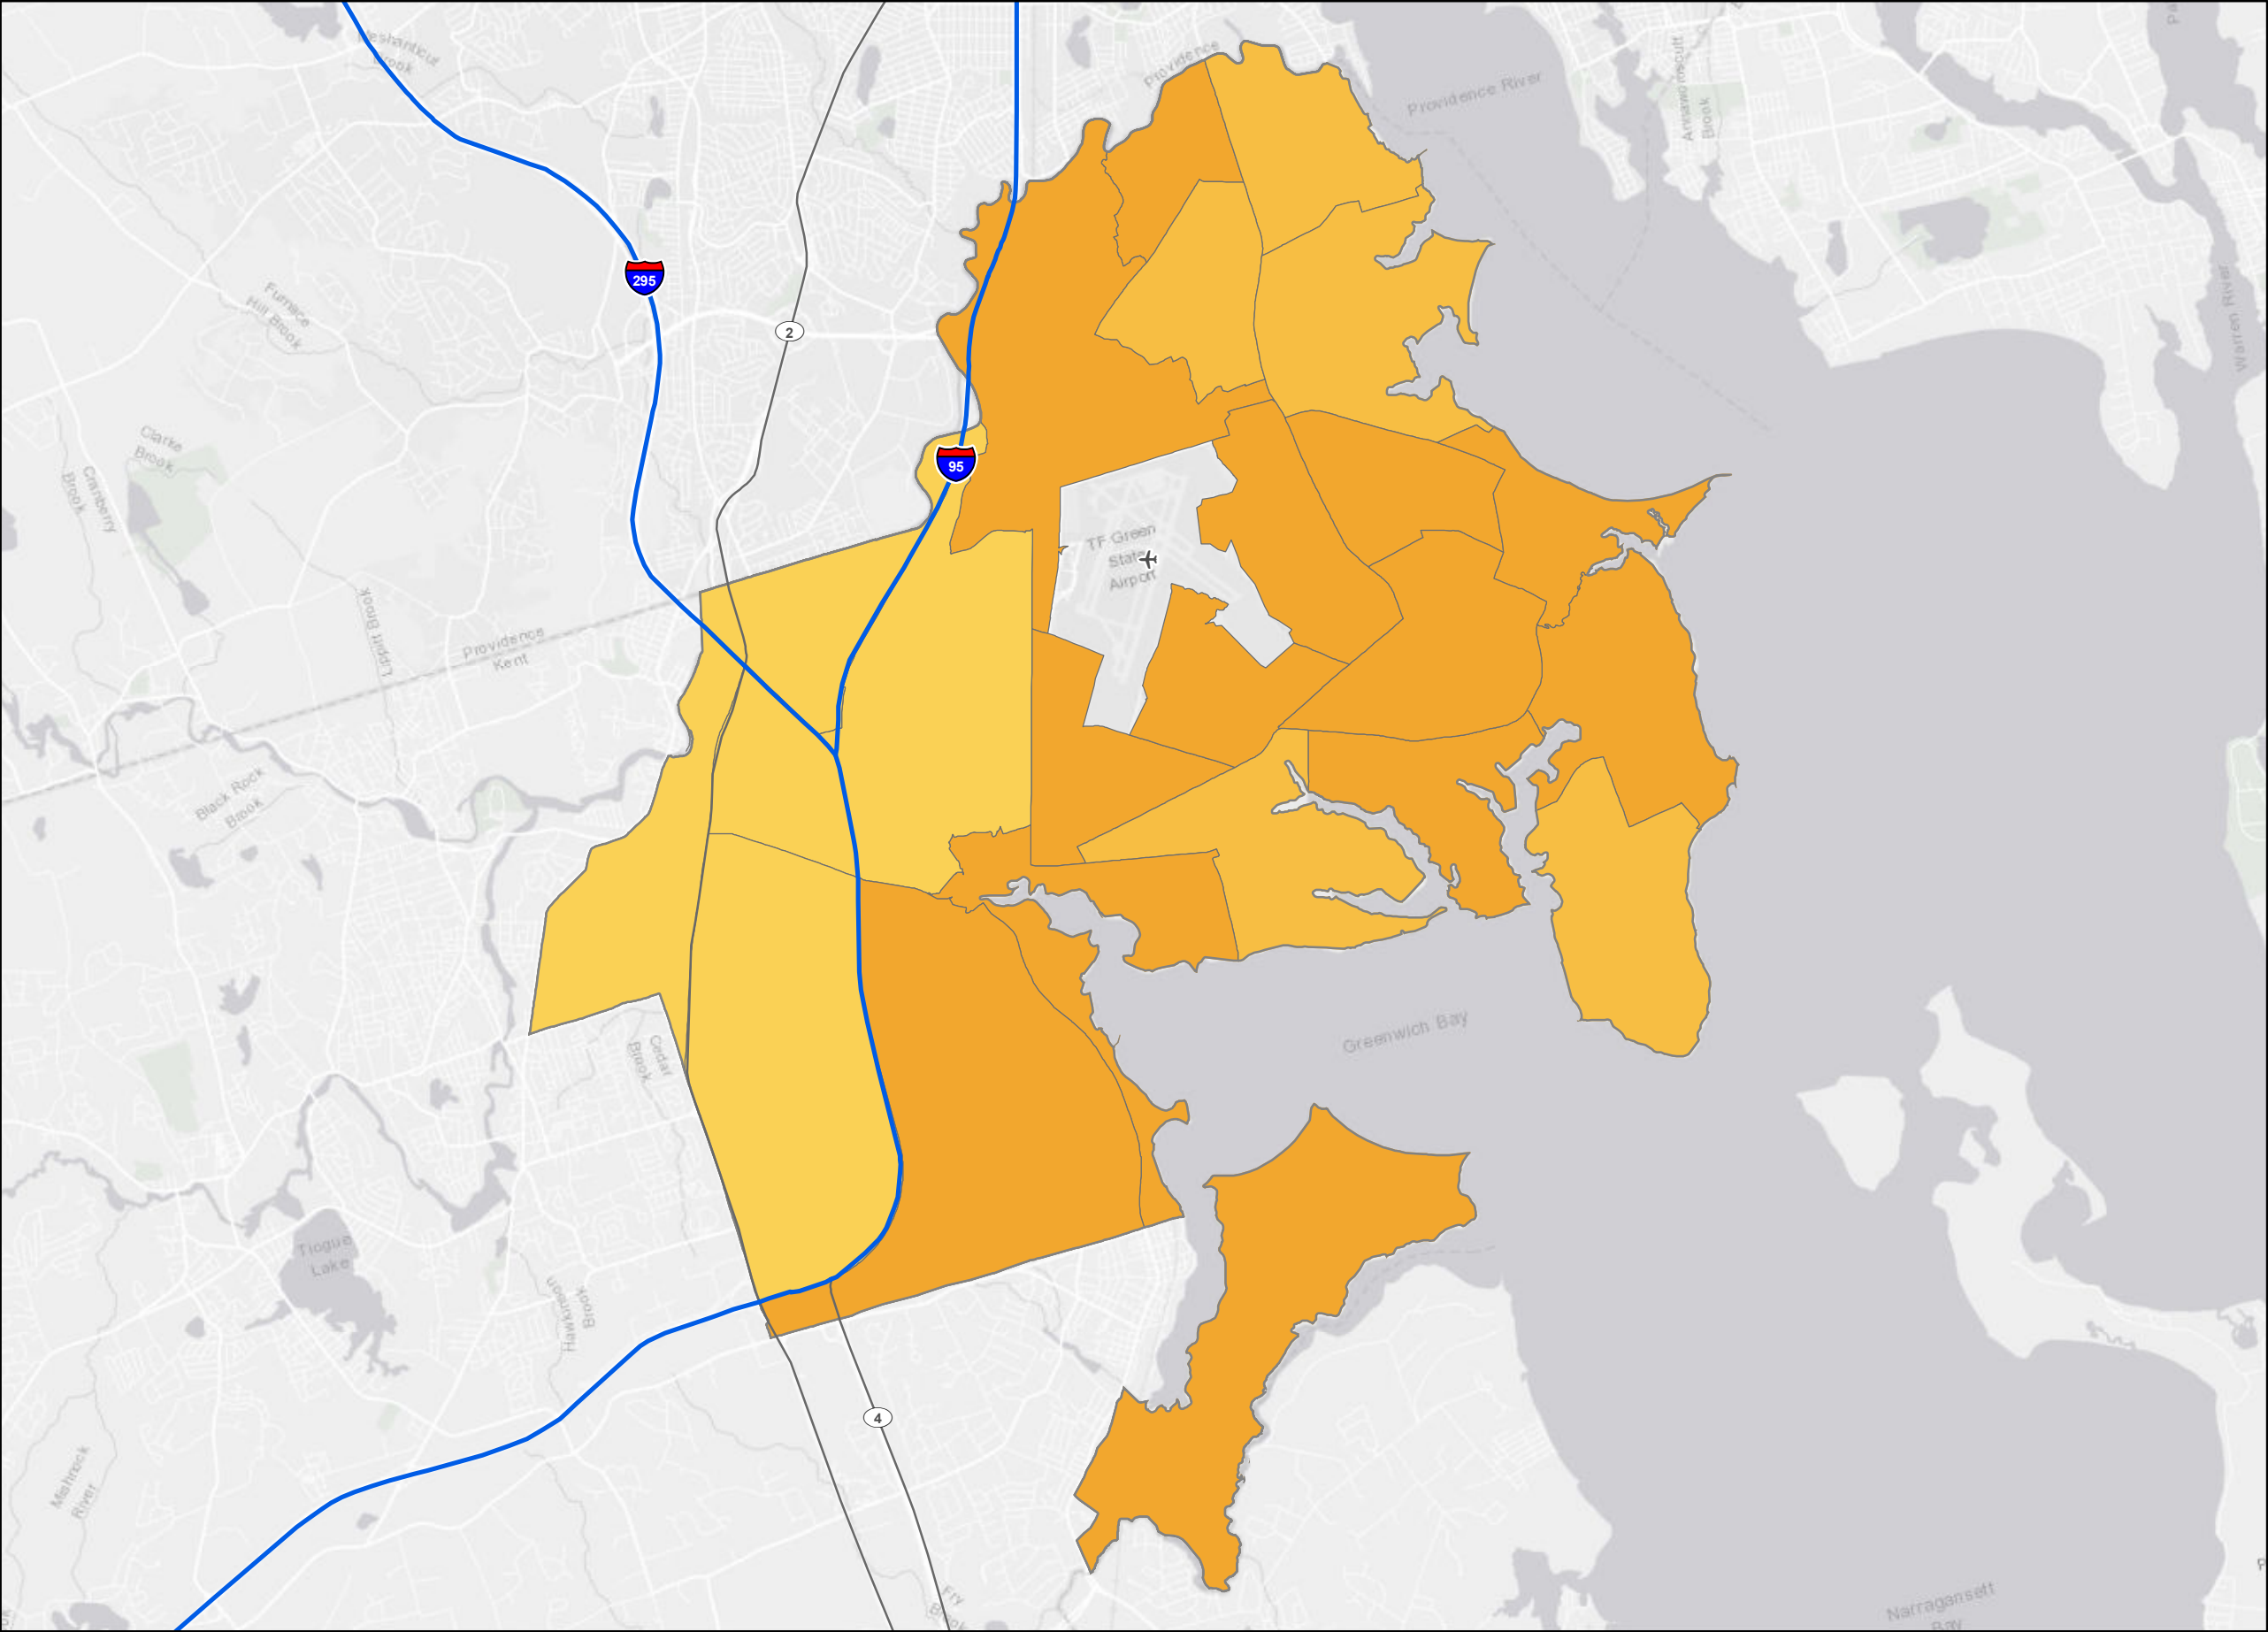 Meshanticut
Brook
Providence
Providence River
Annawomscutt
Brook
295
2
Furnace
Hill Brook
Warren River
Clarke
Brook
Cranberry
Brook
95
TF Green
State
Airport
Lippitt Brook
Providence
Kent
Black Rock
Brook
Greenwich Bay
Cedar
Brook
Tiogue
Lake
Hawkinson
Brook
4
Mishnock
River
Fry
Brook
Narragansett
Bay